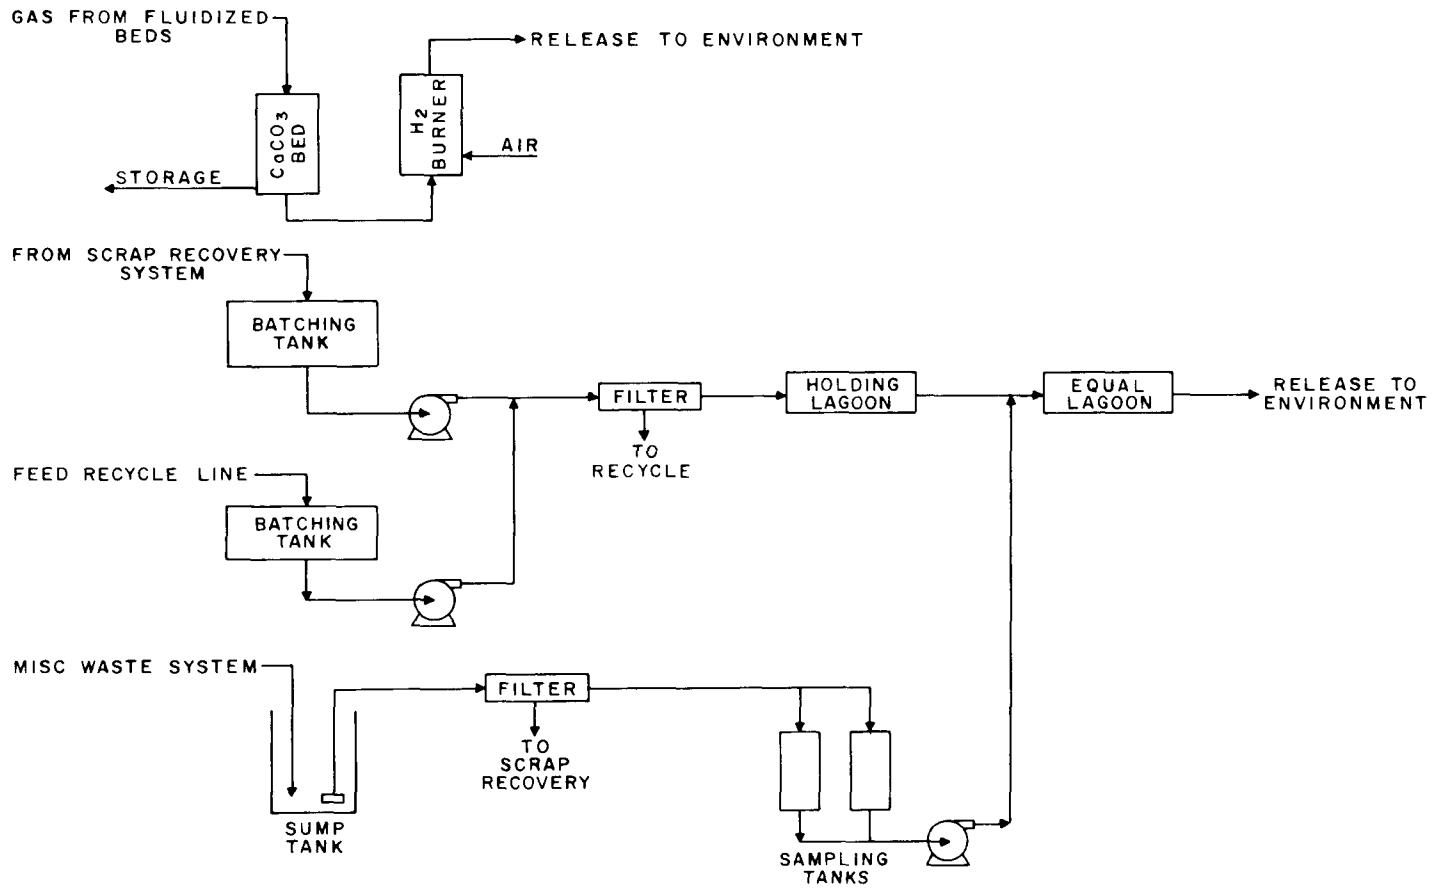 GAS FROM FLUIDIZED
BEDS
RELEASE TO ENVIRONMENT
CaCO3
BED
H2
BURNER
AIR
STORAGE
FROM SCRAP RECOVERY
SYSTEM
BATCHING
TANK
FILTER
TO
RECYCLE
HOLDING
LAGOON
EQUAL
LAGOON
RELEASE TO
ENVIRONMENT
FEED RECYCLE LINE
BATCHING
TANK
MISC WASTE SYSTEM
FILTER
TO
SCRAP
RECOVERY
SUMP
TANK
SAMPLING
TANKS